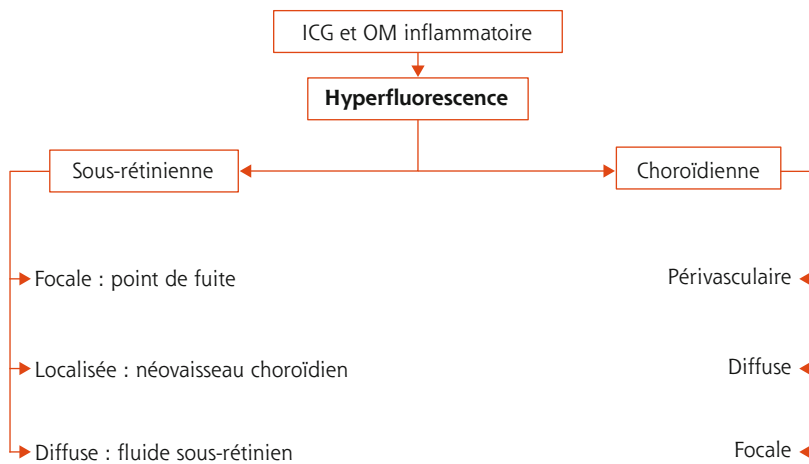 ICG et OM inflammatoire
Hyperfluorescence
Sous-rétinienne
Choroïdienne
Focale : point de fuite
Périvasculaire
Localisée : néovaisseau choroïdien
Diffuse
Diffuse : fluide sous-rétinien
Focale